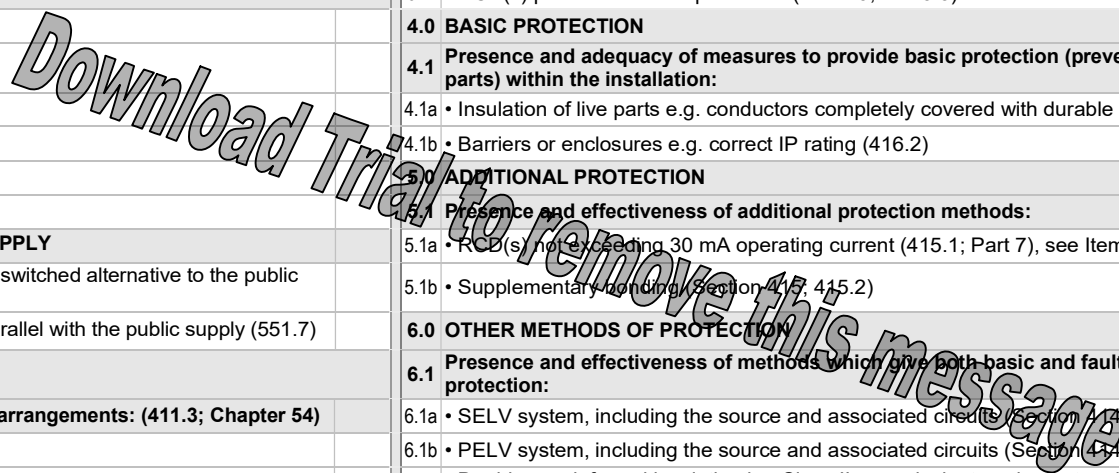 PPLY
switched alternative to the public
rallel with the public supply (551.7)
arrangements: (411.3; Chapter 54)
4.0 BASIC PROTECTION
4.1 Presence and adequacy of measures to provide basic protection (preve
parts) within the installation:
4.1a • Insulation of live parts e.g. conductors completely covered with durable
4.1b • Barriers or enclosures e.g. correct IP rating (416.2)
5.0 ADDITIONAL PROTECTION
5.1 Presence and effectiveness of additional protection methods:
5.1a • RCD(s) not exceeding 30 mA operating current (415.1; Part 7), see Item
5.1b • Supplementary bonding (Section 415; 415.2)
6.0 OTHER METHODS OF PROTECTION
6.1 Presence and effectiveness of methods which give both basic and fault
protection:
6.1a • SELV system, including the source and associated circuits (Section 414
6.1b • PELV system, including the source and associated circuits (Section 41
Download Trial to remove this message